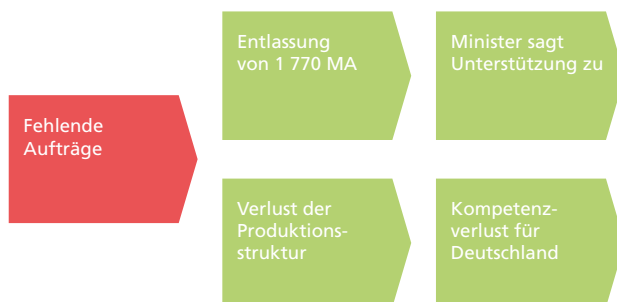 Fehlende
Aufträge
Entlassung
von 1 770 MA
Minister sagt
Unterstützung zu
Verlust der
Produktions-
struktur
Kompetenz-
verlust für
Deutschland